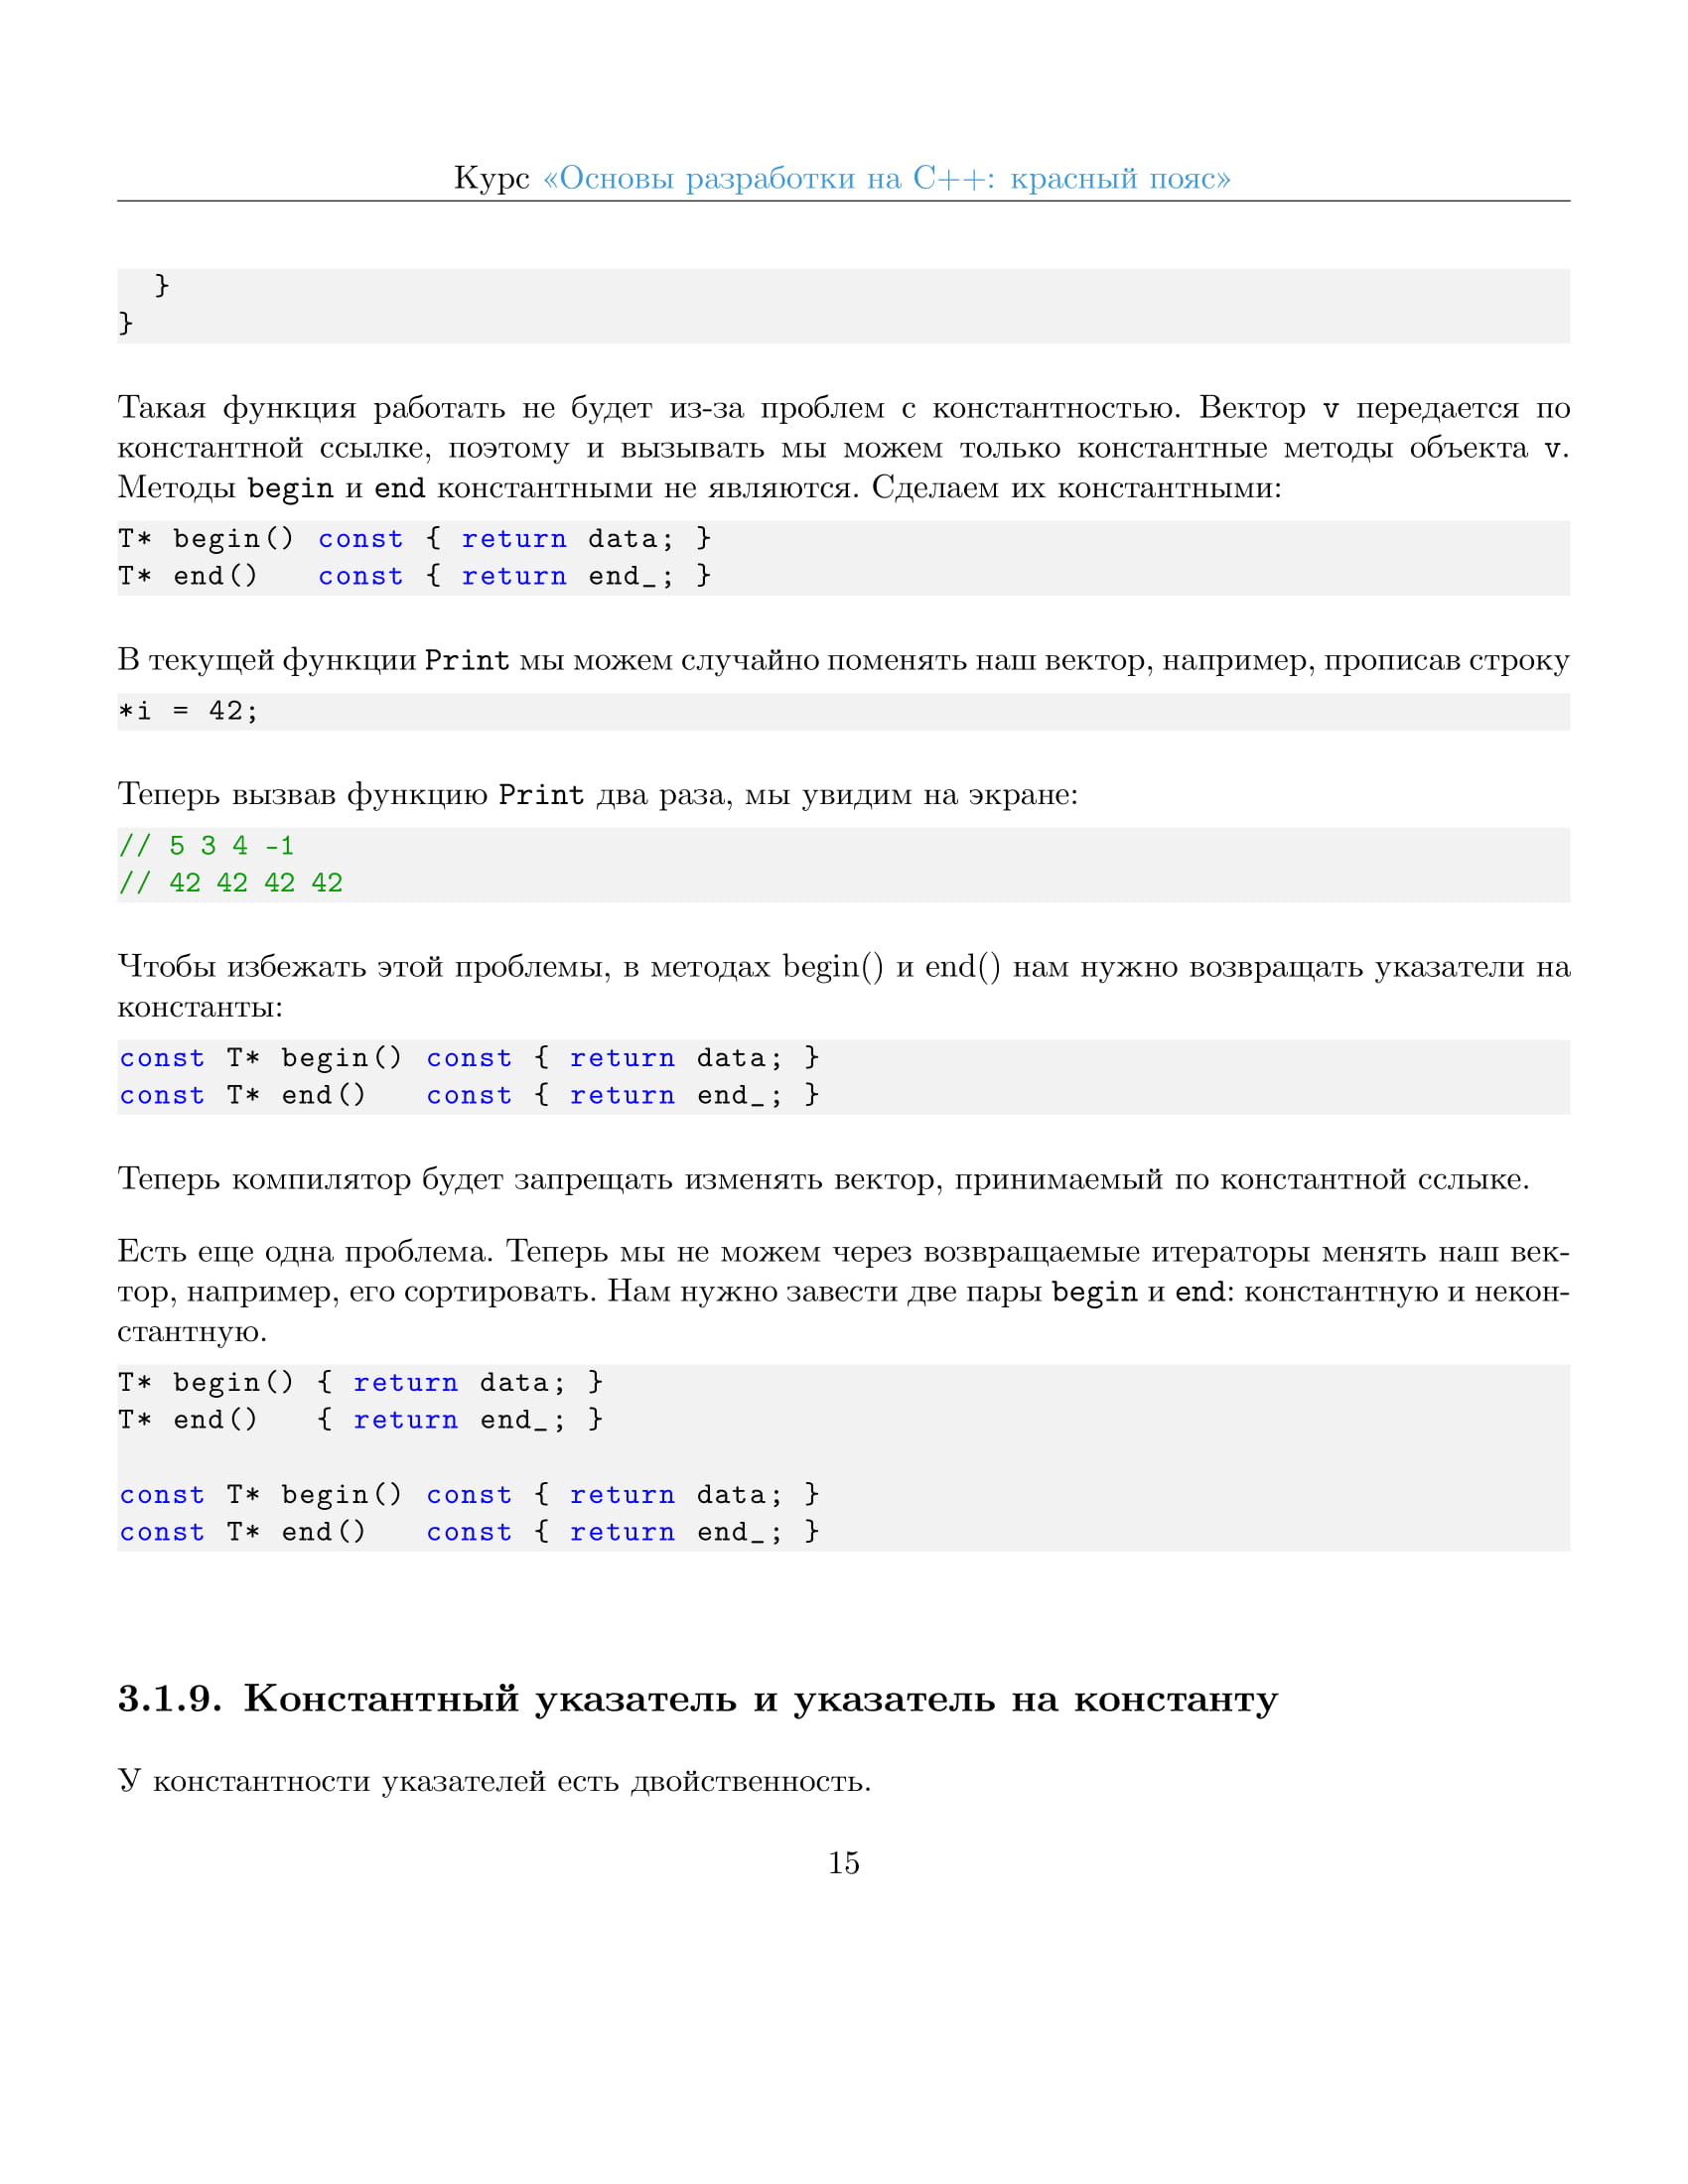 Курс «Основы разработки на C++: красный пояс»
  }
}
Такая функция работать не будет из-за проблем с константностью. Вектор v передается по
константной ссылке, поэтому и вызывать мы можем только константные методы объекта v.
Методы begin и end константными не являются. Сделаем их константными:
T* begin() const { return data; }
T* end()   const { return end_; }
В текущей функции Print мы можем случайно поменять наш вектор, например, прописав строку
*i = 42;
Теперь вызвав функцию Print два раза, мы увидим на экране:
// 5 3 4 -1
// 42 42 42 42
Чтобы избежать этой проблемы, в методах begin() и end() нам нужно возвращать указатели на
константы:
const T* begin() const { return data; }
const T* end()   const { return end_; }
Теперь компилятор будет запрещать изменять вектор, принимаемый по константной сслыке.
Есть еще одна проблема. Теперь мы не можем через возвращаемые итераторы менять наш век-
тор, например, его сортировать. Нам нужно завести две пары begin и end: константную и некон-
стантную.
T* begin() { return data; }
T* end()   { return end_; }
const T* begin() const { return data; }
const T* end()   const { return end_; }
3.1.9. Константный указатель и указатель на константу
У константности указателей есть двойственность.
15